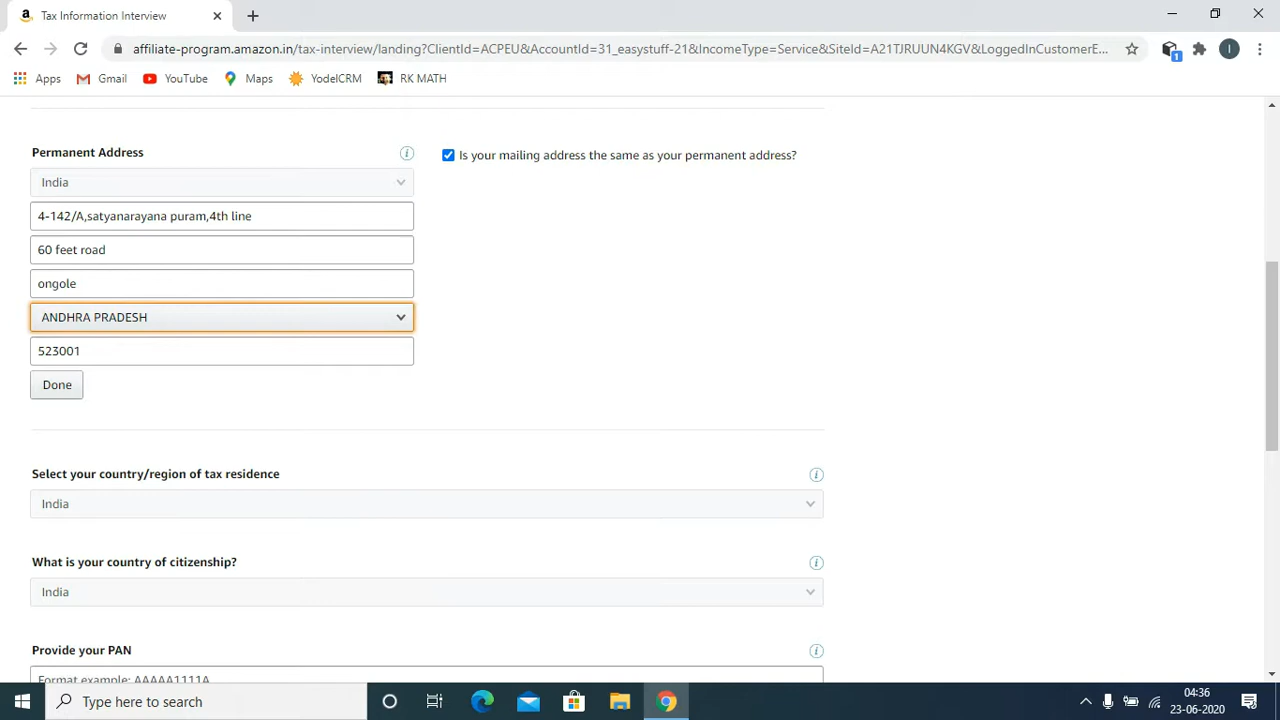 Tax Information Interview
affiliate-program.amazon.in/tax-interview/landing?ClientId=ACPEU&AccountId=31_easystuff-21&IncomeType=Service&SiteId=A21TJRUUN4KGV&LoggedInCustomerE...
1
I
Apps Gmail YouTube Maps YodelCRM RK MATH
Permanent Address
Is your mailing address the same as your permanent address?
India
4-142/A,satyanarayana puram,4th line
60 feet road
ongole
ANDHRA PRADESH
523001
Done
Select your country/region of tax residence
India
What is your country of citizenship?
India
Provide your PAN
Format example: AAAAA1111A
Type here to search
04:36
23-06-2020